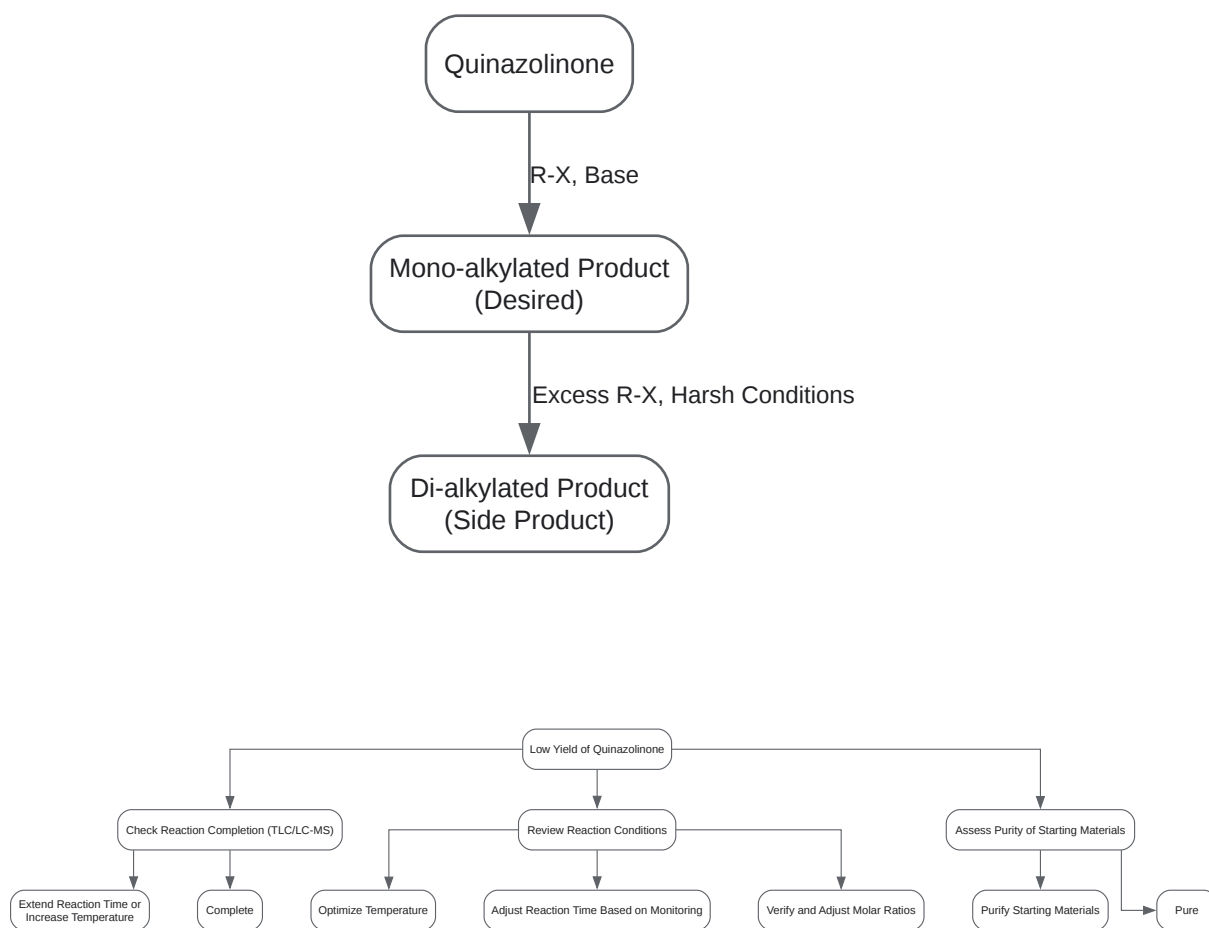 Quinazolinone
R-X, Base
Mono-alkylated Product
(Desired)
Excess R-X, Harsh Conditions
Di-alkylated Product
(Side Product)
Low Yield of Quinazolinone
Check Reaction Completion (TLC/LC-MS)
Review Reaction Conditions
Assess Purity of Starting Materials
Extend Reaction Time or
Increase Temperature
Complete
Optimize Temperature
Adjust Reaction Time Based on Monitoring
Verify and Adjust Molar Ratios
Purify Starting Materials
Pure